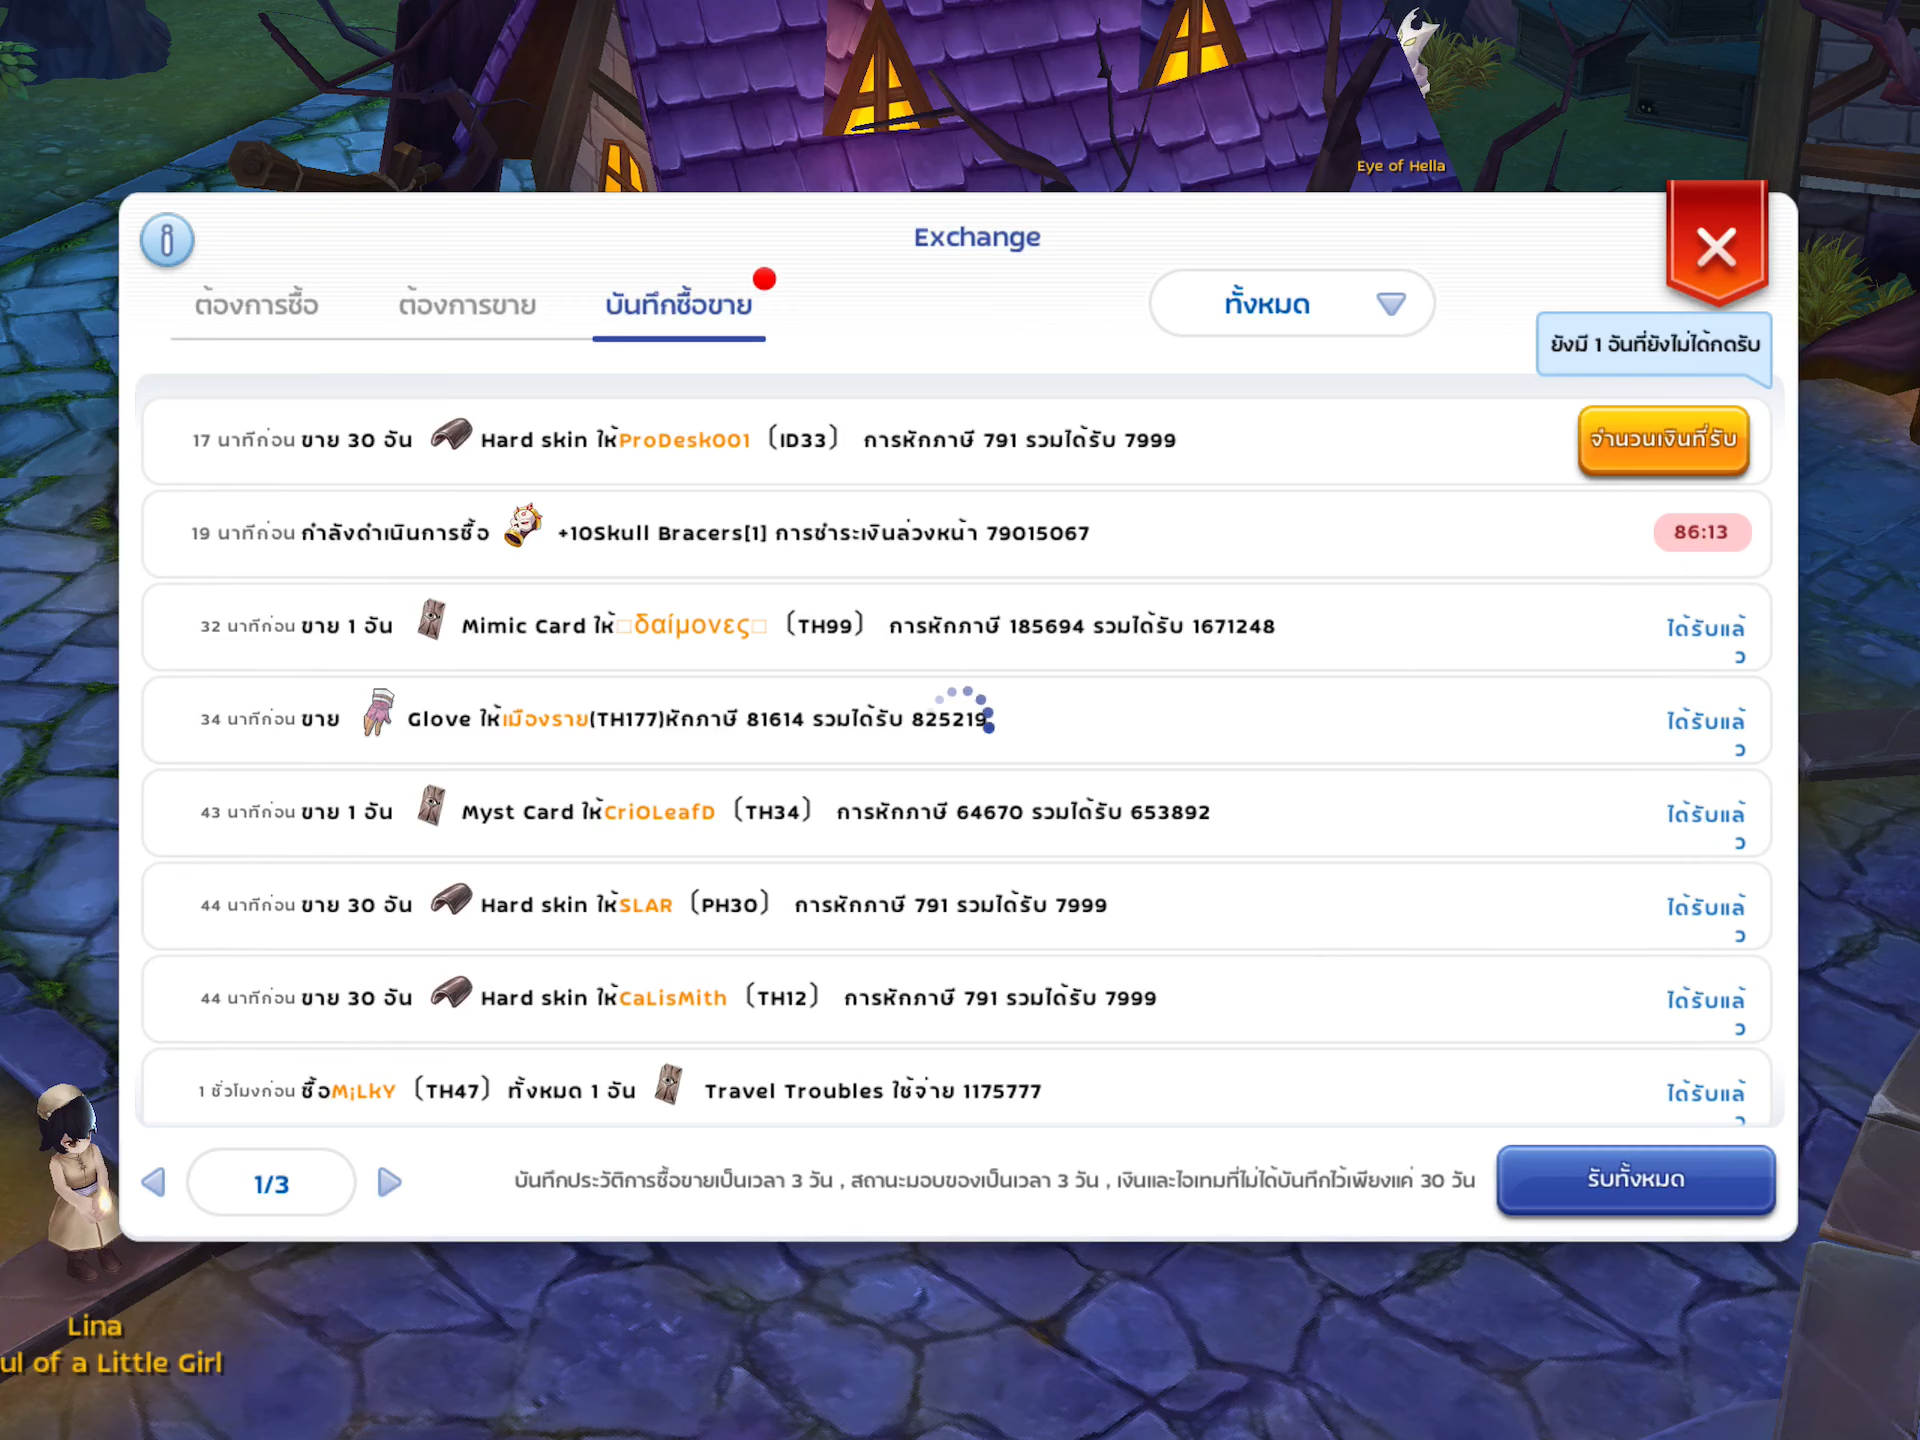 Eye of Hella
Exchange
ต้องการซื้อ
ต้องการขาย
บันทึกซื้อขาย
ทั้งหมด
ยังมี 1 อันที่ยังไม่ได้กดรับ
17 นาทีก่อน ขาย 30 อัน Hard skin ให้ProDesk001 (ID33) การหักภาษี 791 รวมได้รับ 7999
จำนวนเงินที่รับ
19 นาทีก่อน กำลังดำเนินการซื้อ +10Skull Bracers[1] การชำระเงินล่วงหน้า 79015067
86:13
32 นาทีก่อน ขาย 1 อัน Mimic Card ให้□δαίμονες□ (TH99) การหักภาษี 185694 รวมได้รับ 1671248
ได้รับแล้
ว
34 นาทีก่อน ขาย Glove ให้เมืองราย(TH177)หักภาษี 81614 รวมได้รับ 825219
ได้รับแล้
ว
43 นาทีก่อน ขาย 1 อัน Myst Card ให้CriOLeafD (TH34) การหักภาษี 64670 รวมได้รับ 653892
ได้รับแล้
ว
44 นาทีก่อน ขาย 30 อัน Hard skin ให้SLAR (PH30) การหักภาษี 791 รวมได้รับ 7999
ได้รับแล้
ว
44 นาทีก่อน ขาย 30 อัน Hard skin ให้CaLisMith (TH12) การหักภาษี 791 รวมได้รับ 7999
ได้รับแล้
ว
1 ชั่วโมงก่อน ซื้อM¡LkY (TH47) ทั้งหมด 1 อัน Travel Troubles ใช้จ่าย 1175777
ได้รับแล้
ว
1/3
บันทึกประวัติการซื้อขายเป็นเวลา 3 วัน , สถานะมอบของเป็นเวลา 3 วัน , เงินและไอเทมที่ไม่ได้บันทึกไว้เพียงแค่ 30 วัน
รับทั้งหมด
Lina
ul of a Little Girl